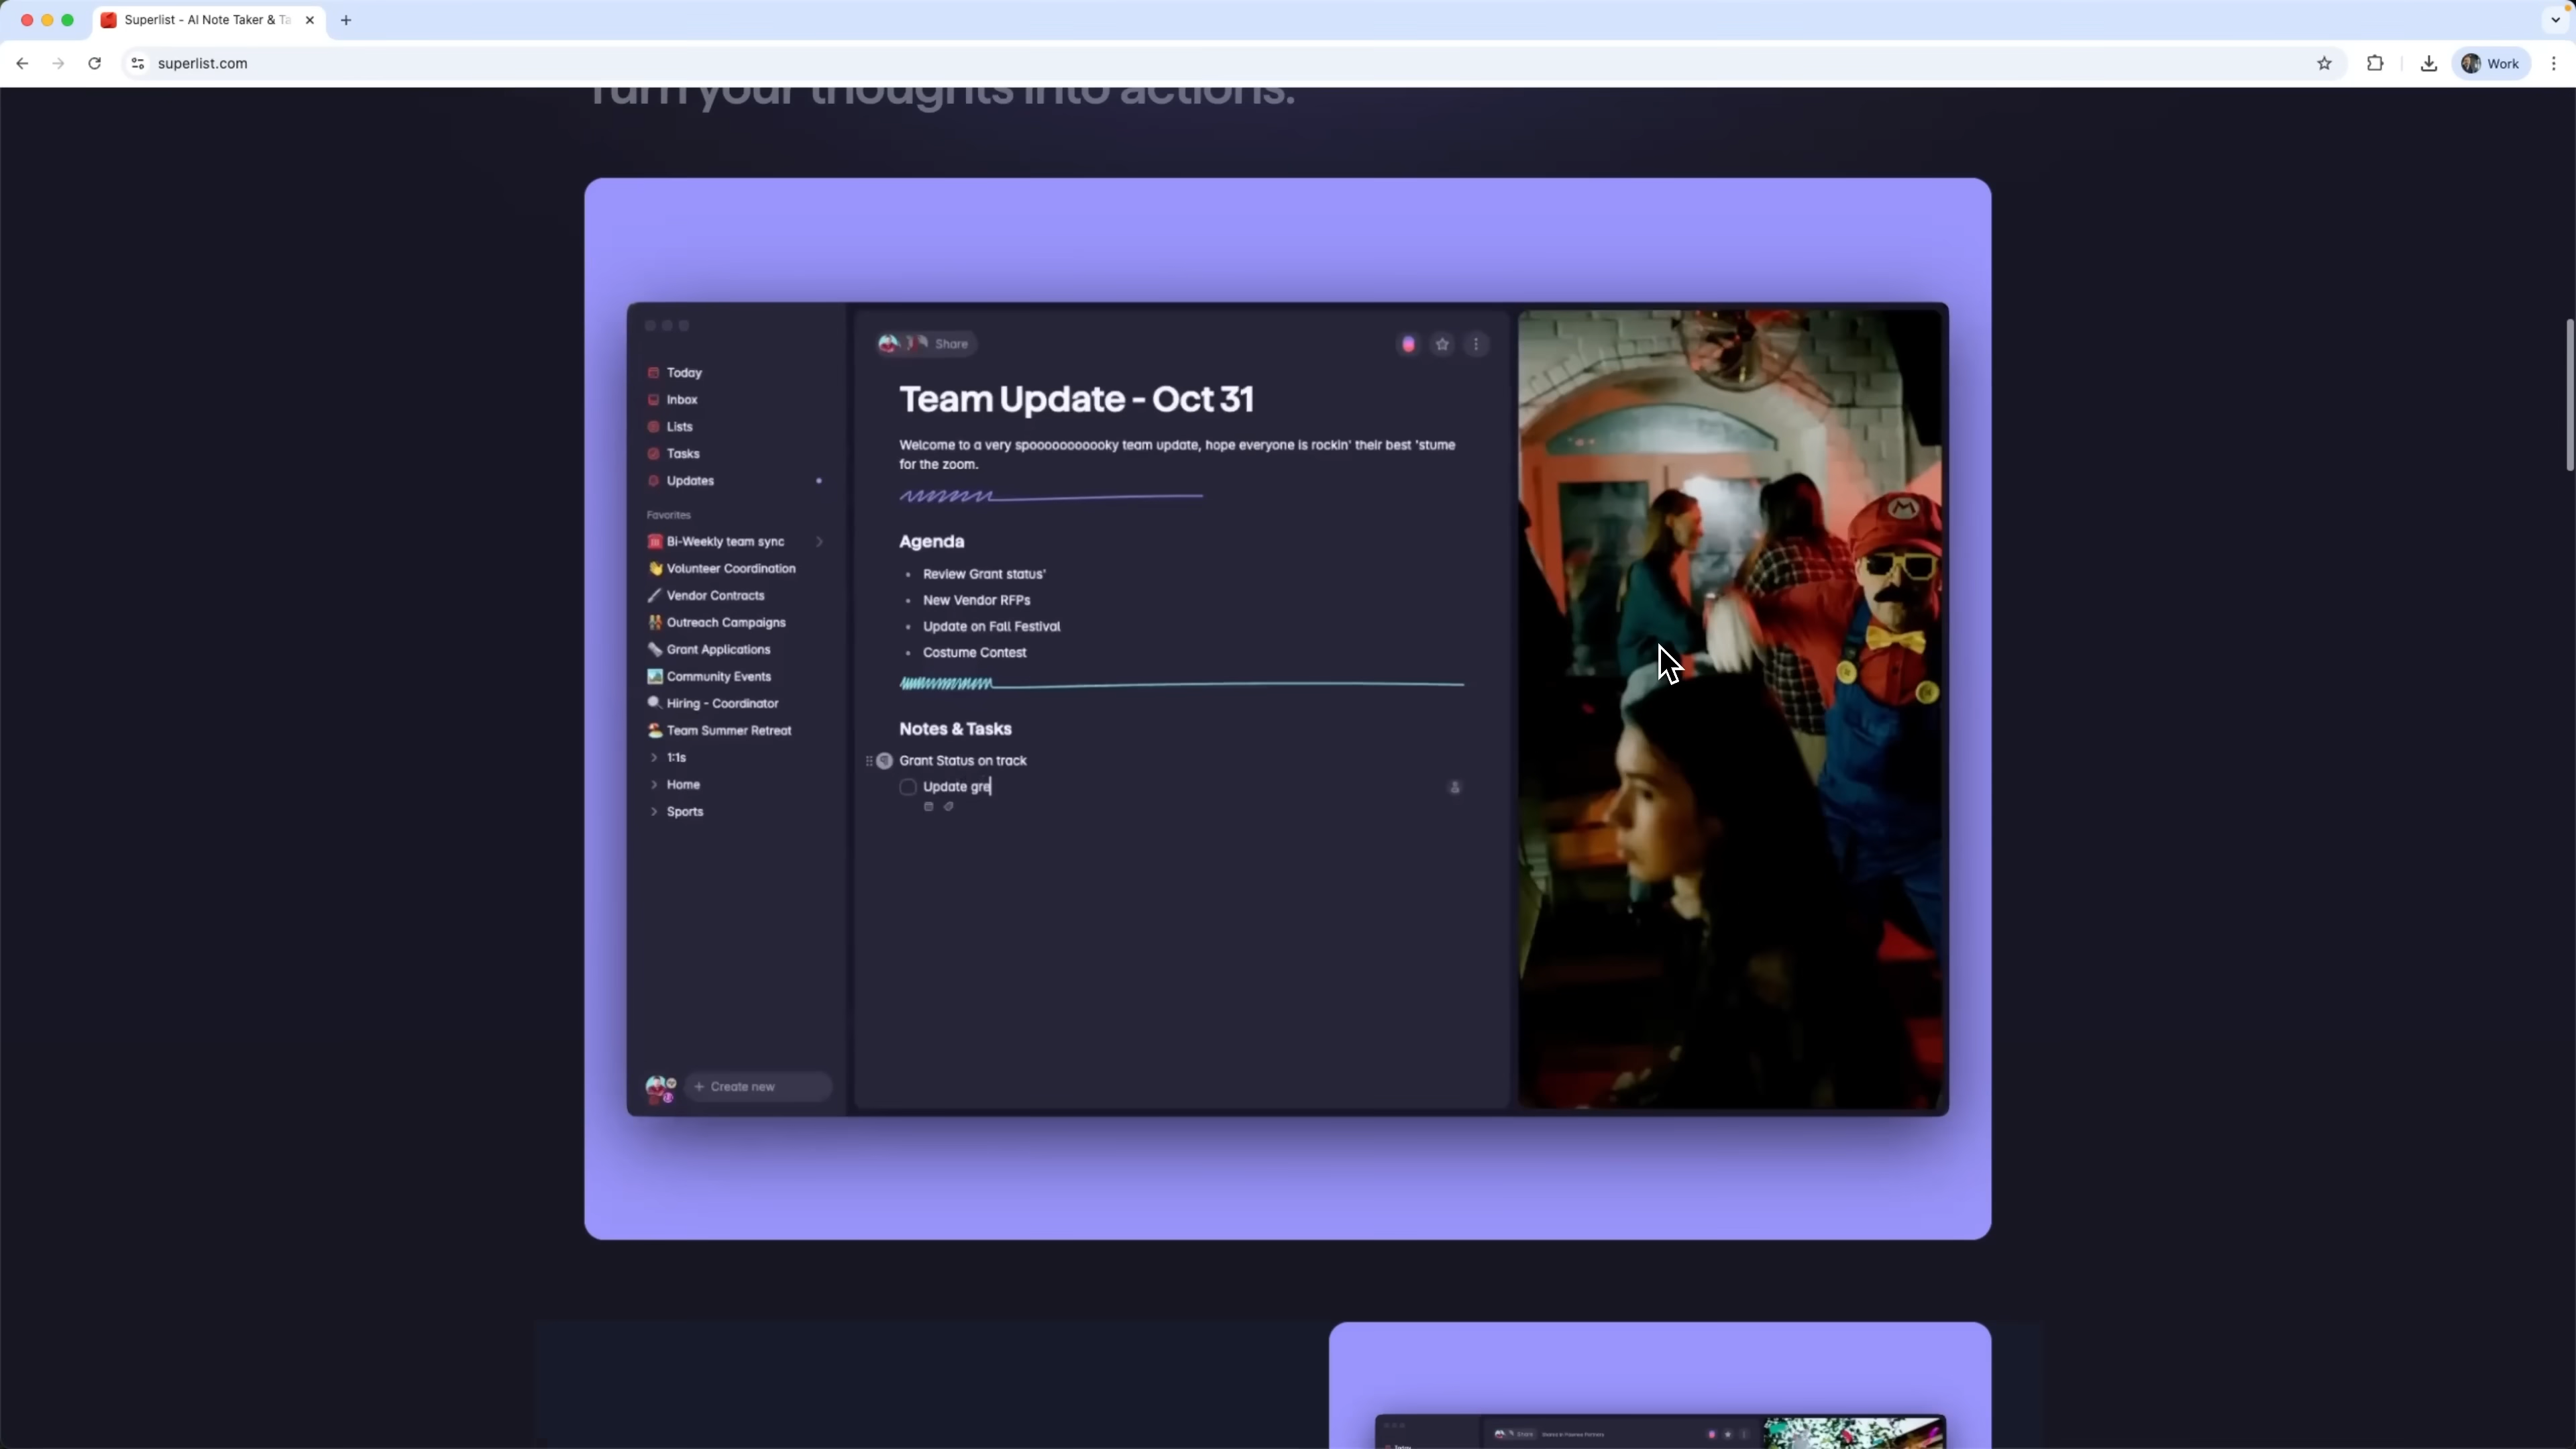 Superlist - AI Note Taker & Ta
superlist.com
Work
Turn your thoughts into actions.
Share
Today
Inbox
Lists
Tasks
Updates
Favorites
Bi-Weekly team sync
Volunteer Coordination
Vendor Contracts
Outreach Campaigns
Grant Applications
Community Events
Hiring - Coordinator
Team Summer Retreat
1:1s
Home
Sports
Create new
Team Update - Oct 31
Welcome to a very spooooooooooky team update, hope everyone is rockin' their best 'stume
for the zoom.
Agenda
Review Grant status'
New Vendor RFPs
Update on Fall Festival
Costume Contest
Notes & Tasks
Grant Status on track
Update gre
M
Share